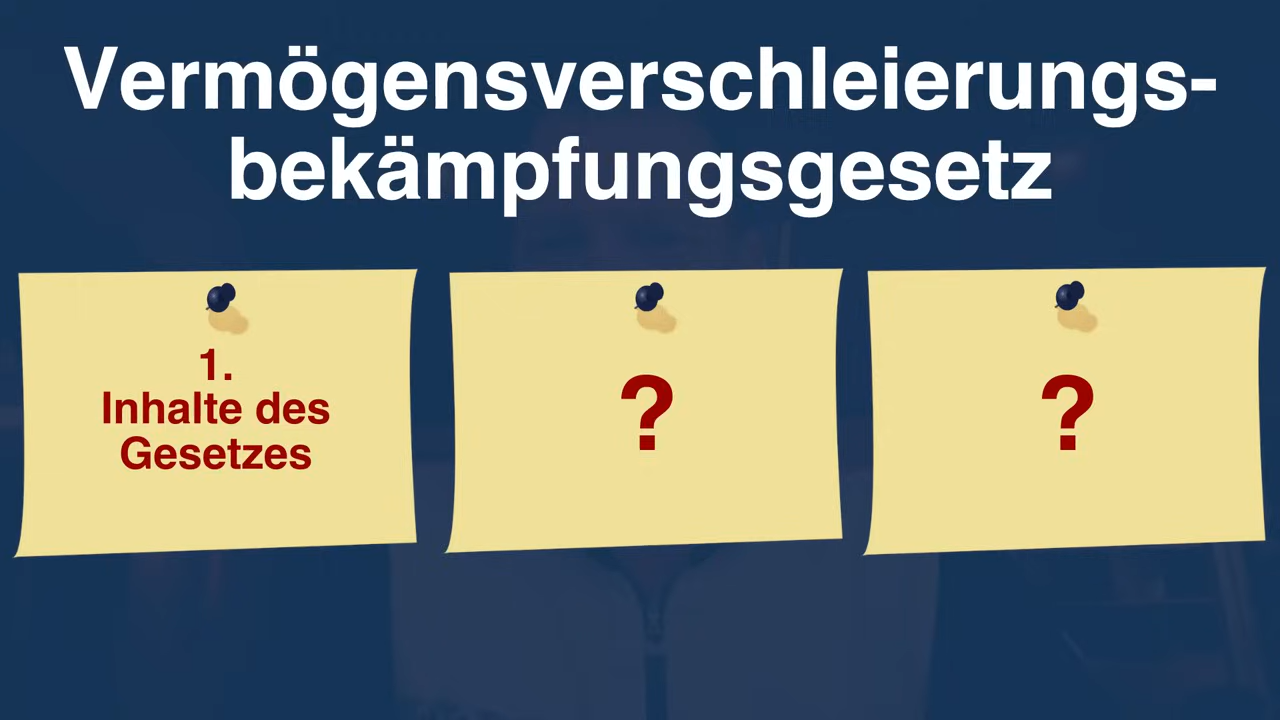 Vermögensverschleierungs-
bekämpfungsgesetz
1.
Inhalte des
Gesetzes
?
?